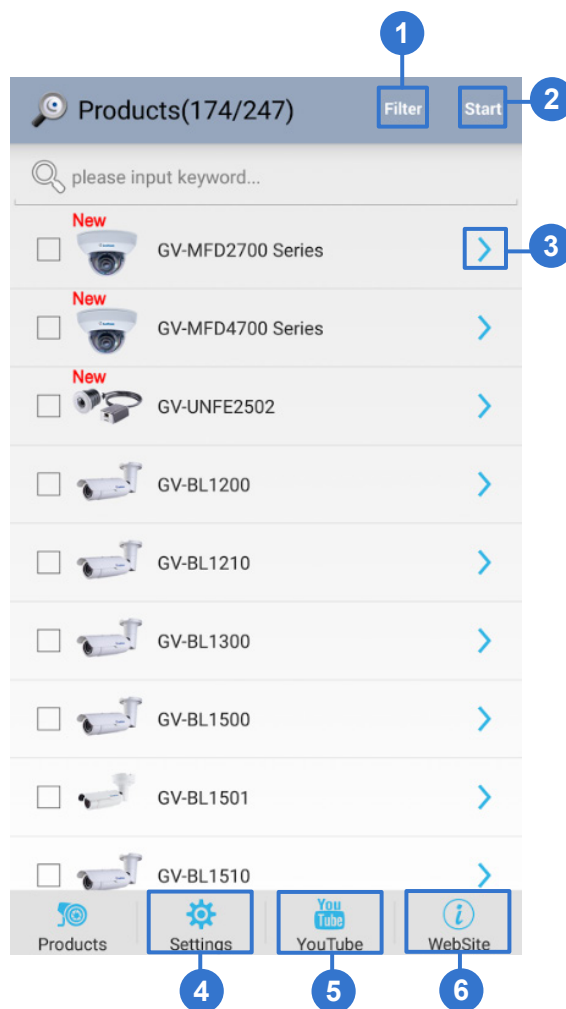 1
Products(174/247) Filter Start 2
please input keyword...
New
GV-MFD2700 Series 3
New
GV-MFD4700 Series
New
GV-UNFE2502
GV-BL1200
GV-BL1210
GV-BL1300
GV-BL1500
GV-BL1501
GV-BL1510
You
Tube
i
Products Settings YouTube WebSite
4 5 6